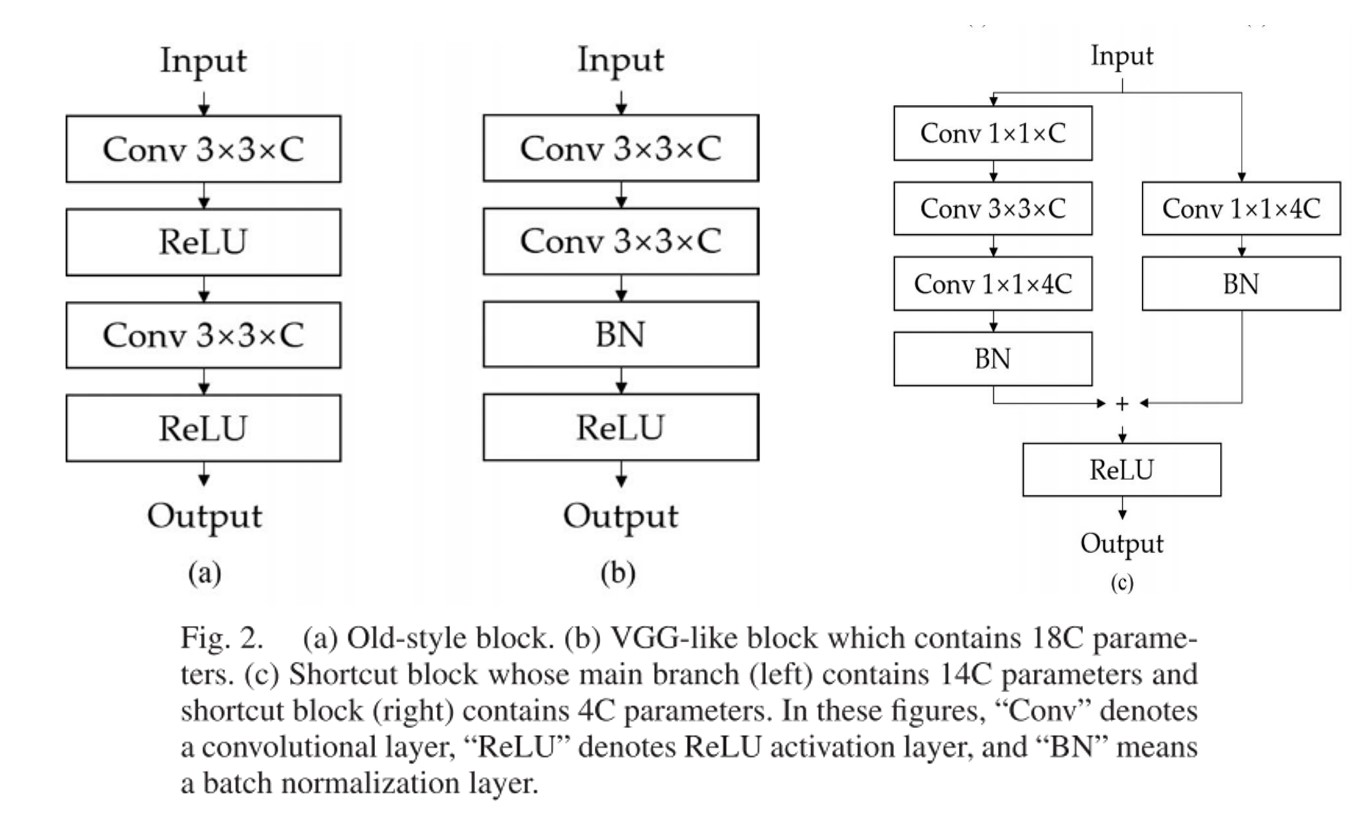 Input
Conv 3×3×C
ReLU
Conv 3×3×C
ReLU
Output
(a)
Input
Conv 3×3×C
Conv 3×3×C
BN
ReLU
Output
(b)
Input
Conv 1×1×C
Conv 3×3×C
Conv 1×1×4C
BN
Conv 1×1×4C
BN
+
ReLU
Output
(c)
Fig. 2. (a) Old-style block. (b) VGG-like block which contains 18C parame-
ters. (c) Shortcut block whose main branch (left) contains 14C parameters and
shortcut block (right) contains 4C parameters. In these figures, “Conv” denotes
a convolutional layer, “ReLU” denotes ReLU activation layer, and “BN” means
a batch normalization layer.